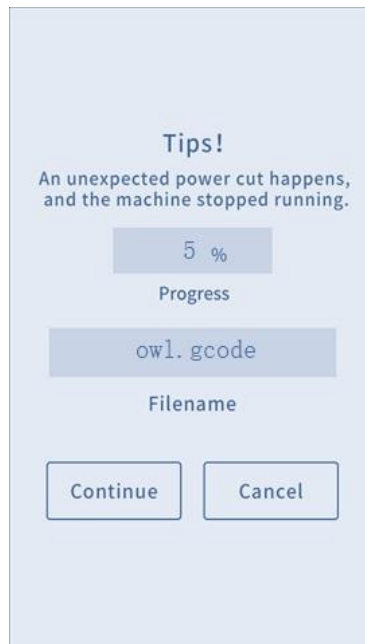 Tips!
An unexpected power cut happens,
and the machine stopped running.
5 %
Progress
owl.gcode
Filename
Continue
Cancel